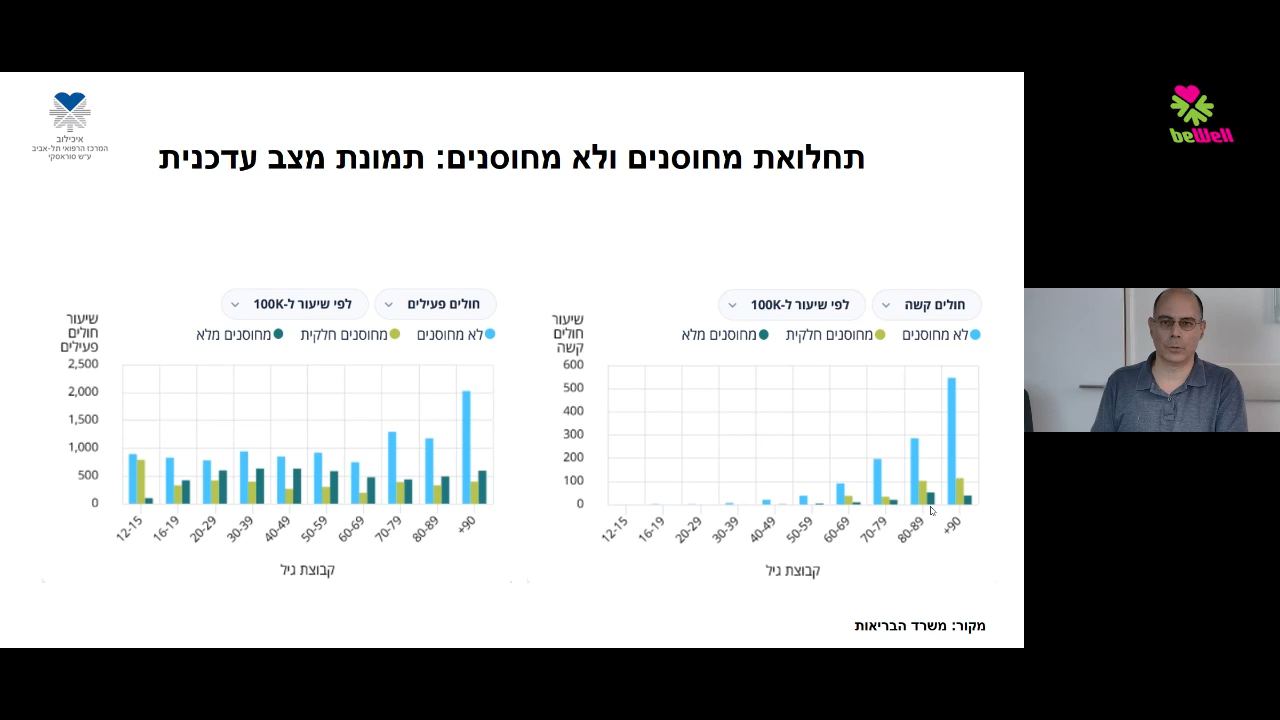 איכילוב
המרכז הרפואי תל-אביב
ע"ש סוראסקי
beWell
תחלואת מחוסנים ולא מחוסנים: תמונת מצב עדכנית
חולים קשה
לפי שיעור ל-100K
לא מחוסנים
מחוסנים חלקית
מחוסנים מלא
שיעור
חולים
קשה
600
500
400
300
200
100
0
12-15
16-19
20-29
30-39
40-49
50-59
60-69
70-79
80-89
90+
קבוצת גיל
חולים פעילים
לפי שיעור ל-100K
לא מחוסנים
מחוסנים חלקית
מחוסנים מלא
שיעור
חולים
פעילים
2,500
2,000
1,500
1,000
500
0
12-15
16-19
20-29
30-39
40-49
50-59
60-69
70-79
80-89
90+
קבוצת גיל
מקור: משרד הבריאות